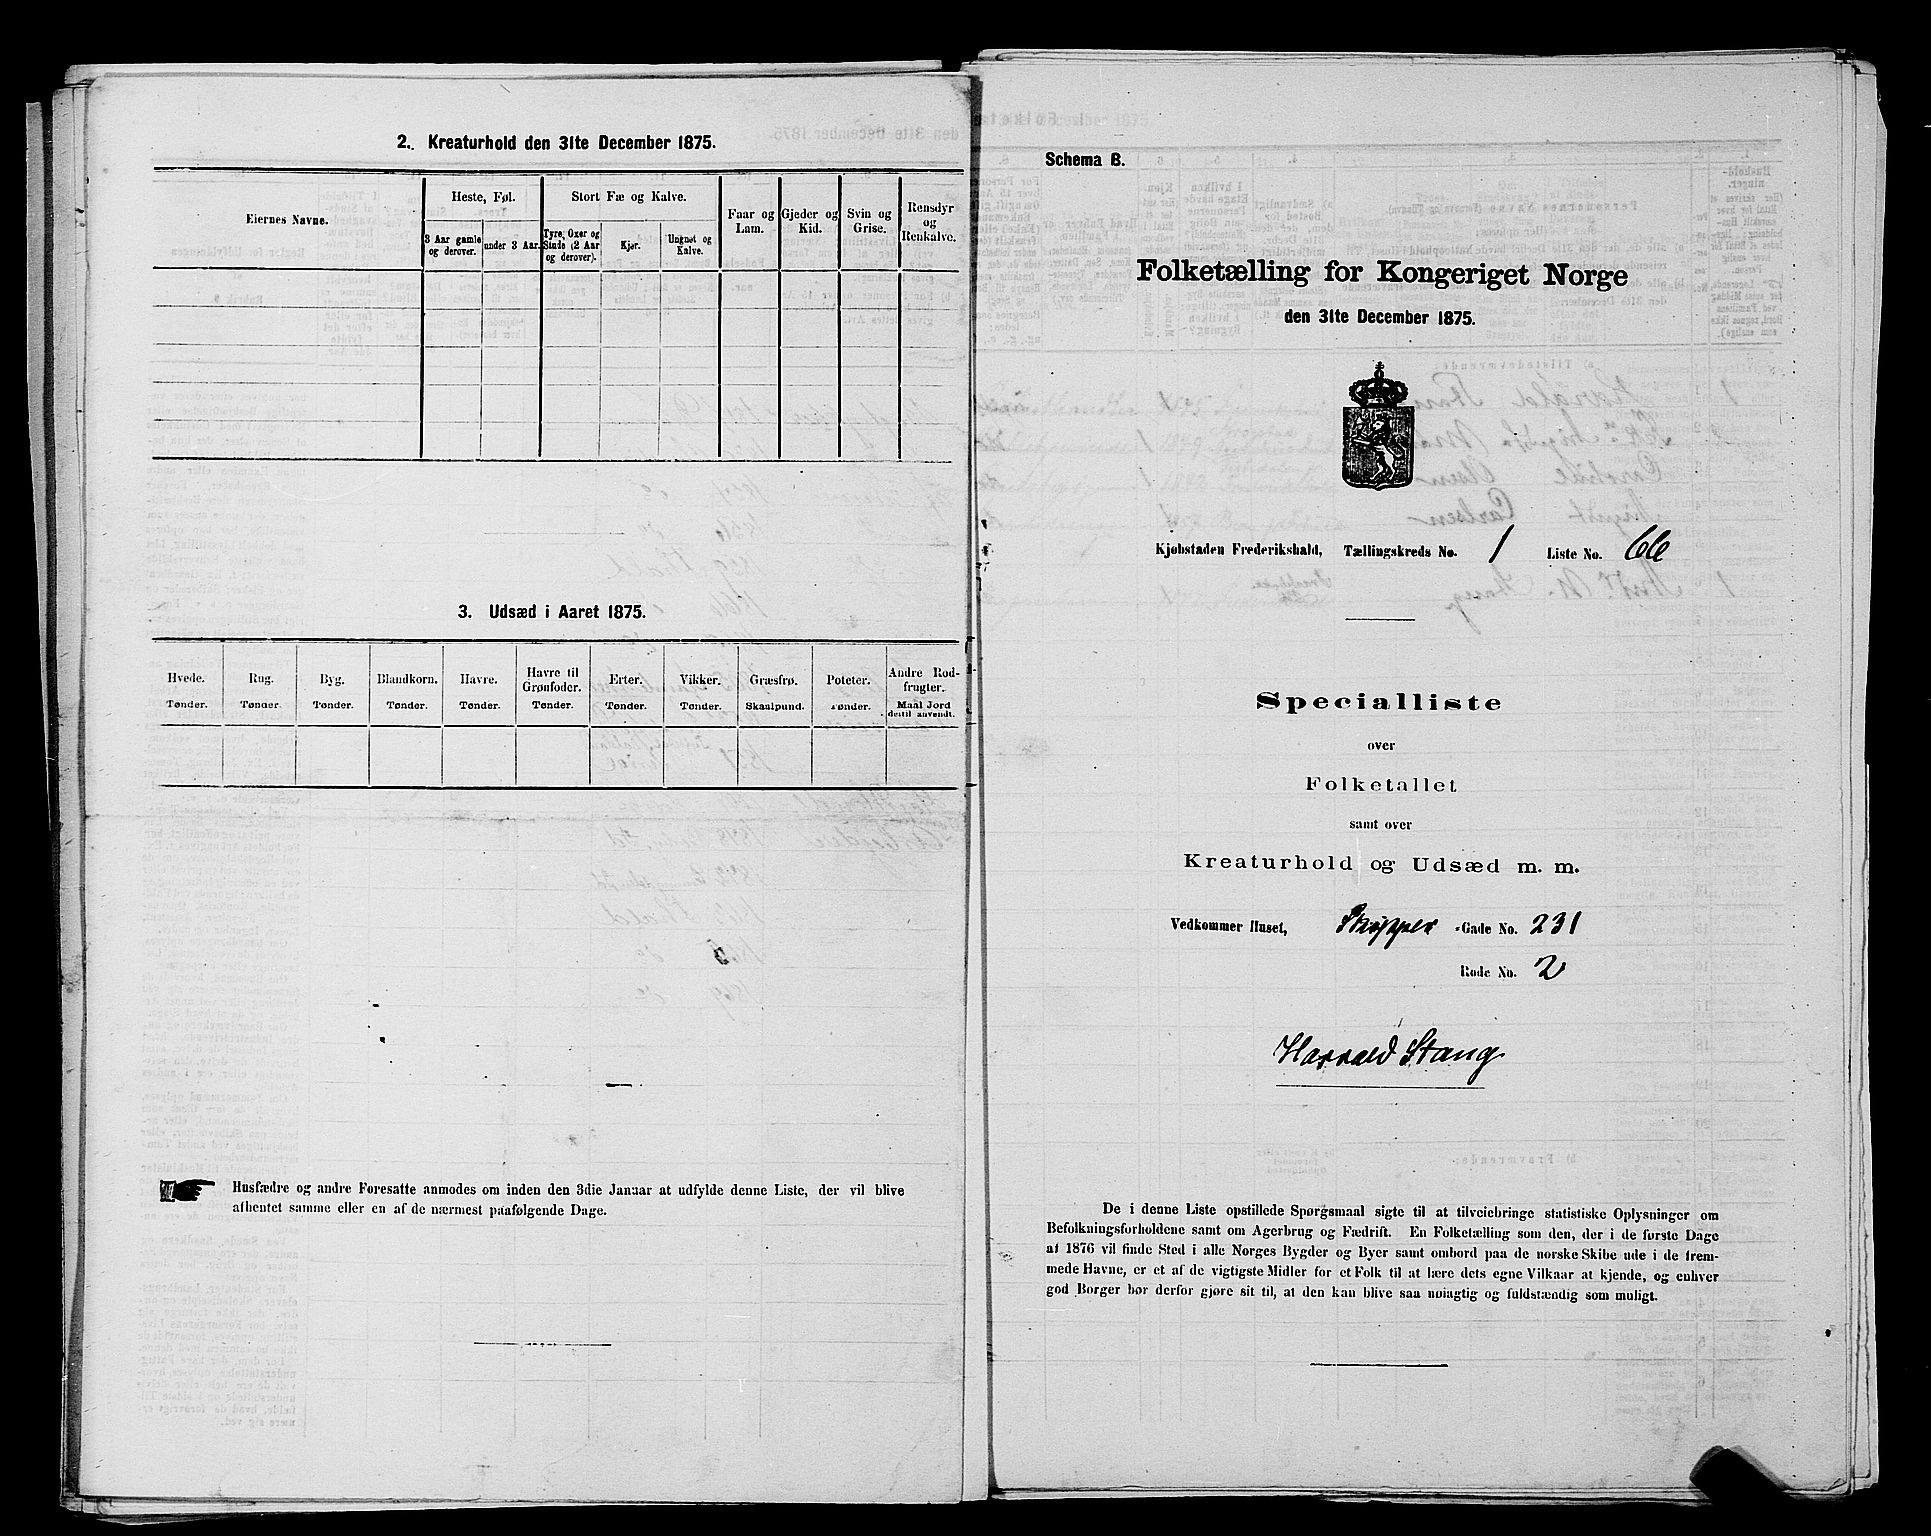 2. Kreaturhold den 31te December 1875.
Eiernes Navne.
Heste, Føl.
Stort Fæ og Kalve.
Faar og Lam.
Gjeder og Kid.
Svin og Grise.
Rensdyr og Renkalve.
3 Aar gamle og derover.
under 3 Aar.
Tyre, Oxer og Stude (2 Aar og derover).
Kjør.
Ungnøt og Kalve.
3. Udsæd i Aaret 1875.
Hvede. Rug. Byg. Blandkorn. Havre. Havre til Grønfoder. Erter. Vikker. Græsfrø. Poteter. Andre Rodfrugter.
Tønder. Tønder. Tønder. Tønder. Tønder. Tønder. Tønder. Tønder. Skaalpund. Tønder. Maal Jord dertil anvendt.
Husfædre og andre Foresatte anmodes om inden den 3die Januar at udfylde denne Liste, der vil blive
afhentet samme eller en af de nærmest paafølgende Dage.
Schema B.
Folketælling for Kongeriget Norge
den 31te December 1875.
Kjøbstaden Frederikshald, Tællingskreds No. 1 Liste No. 66
Specialliste
over
Folketallet
samt over
Kreaturhold og Udsæd m. m.
Vedkommer Huset, Skipper -Gade No. 231
Rode No. 2
Harrald Stang
De i denne Liste opstillede Spørgsmaal sigte til at tilveiebringe statistiske Oplysninger om
Befolkningsforholdene samt om Agerbrug og Fædrift. En Folketælling som den, der i de første Dage
af 1876 vil finde Sted i alle Norges Bygder og Byer samt ombord paa de norske Skibe ude i de frem-
mede Havne, er et af de vigtigste Midler for et Folk til at lære dets egne Vilkaar at kjende, og enhver
god Borger bør derfor gjøre sit til, at den kan blive saa nøiagtig og fuldstændig som muligt.